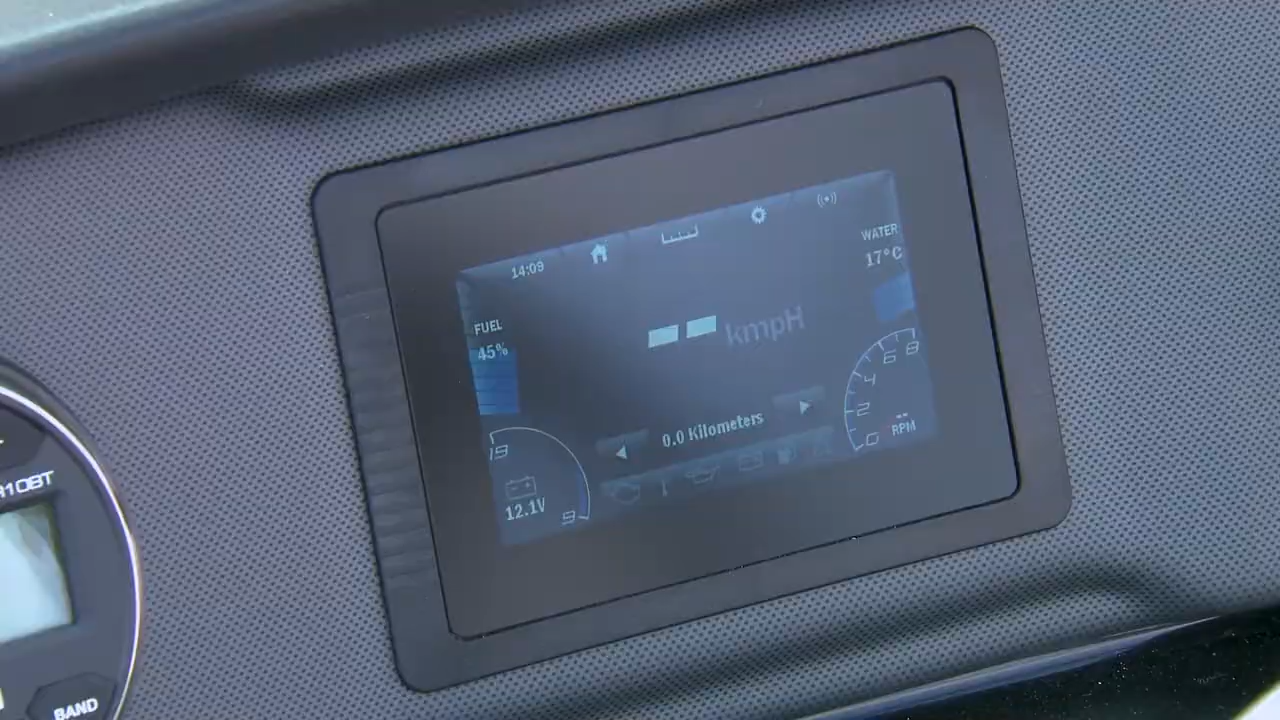 14:09
WATER
17°C
FUEL
45%
-- kmpH
0.0 Kilometers
19
12.1V
9
8
6
4
2
0
RPM
10BT
BAND